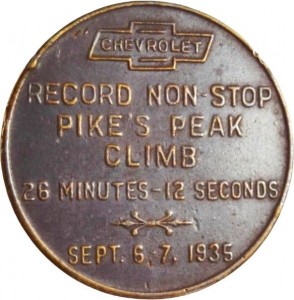 CHEVROLET
RECORD NON-STOP
PIKE'S PEAK
CLIMB
26 MINUTES-12 SECONDS
SEPT. 6, 7, 1935